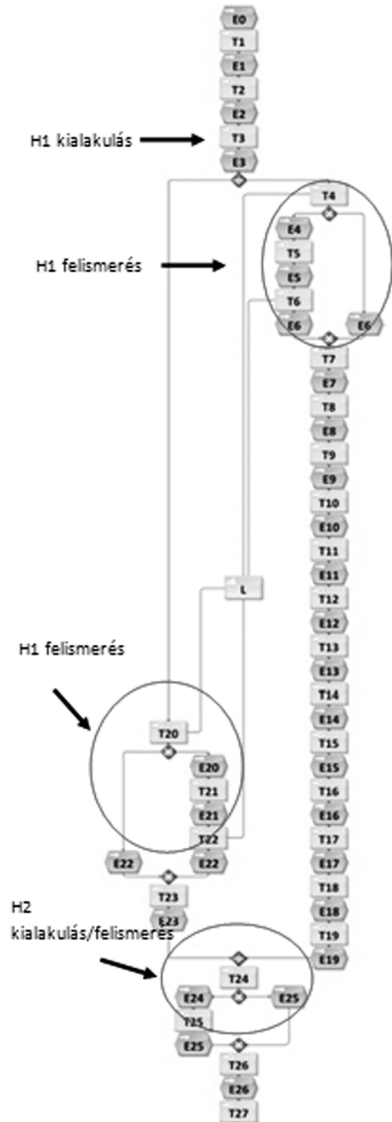 E0
T1
E1
T2
E2
H1 kialakulás
T3
E3
T4
E4
T5
H1 felismerés
E5
T6
E6
E6
T7
E7
T8
E8
T9
E9
T10
E10
T11
E11
L
T12
E12
T13
H1 felismerés
E13
T14
E14
T20
T15
E20
E15
T21
T16
E21
E16
T22
T17
E22
E22
E17
T23
T18
E23
E18
H2
kialakulás/felismerés
T19
E19
T24
E24
E25
T25
E25
T26
E26
T27